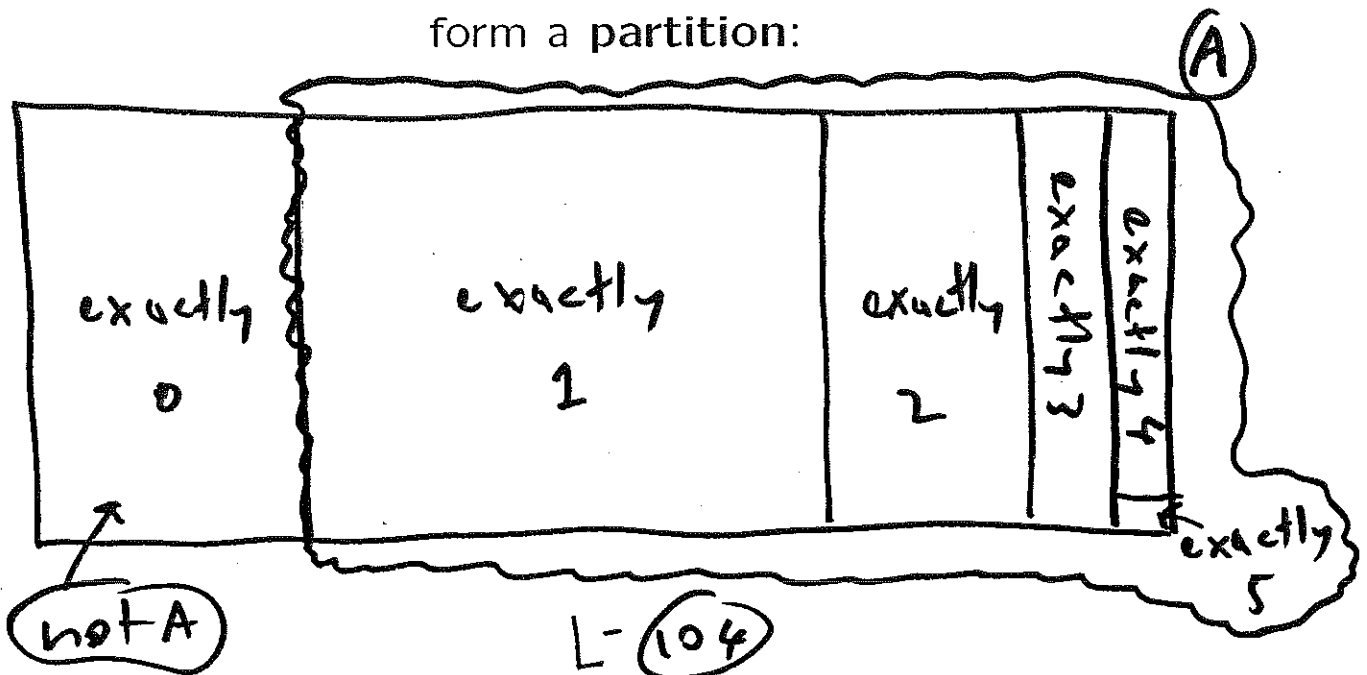 form a partition:
A
exactly
0
exactly
1
exactly
2
exactly 3
exactly 4
exactly
5
not A
L-104